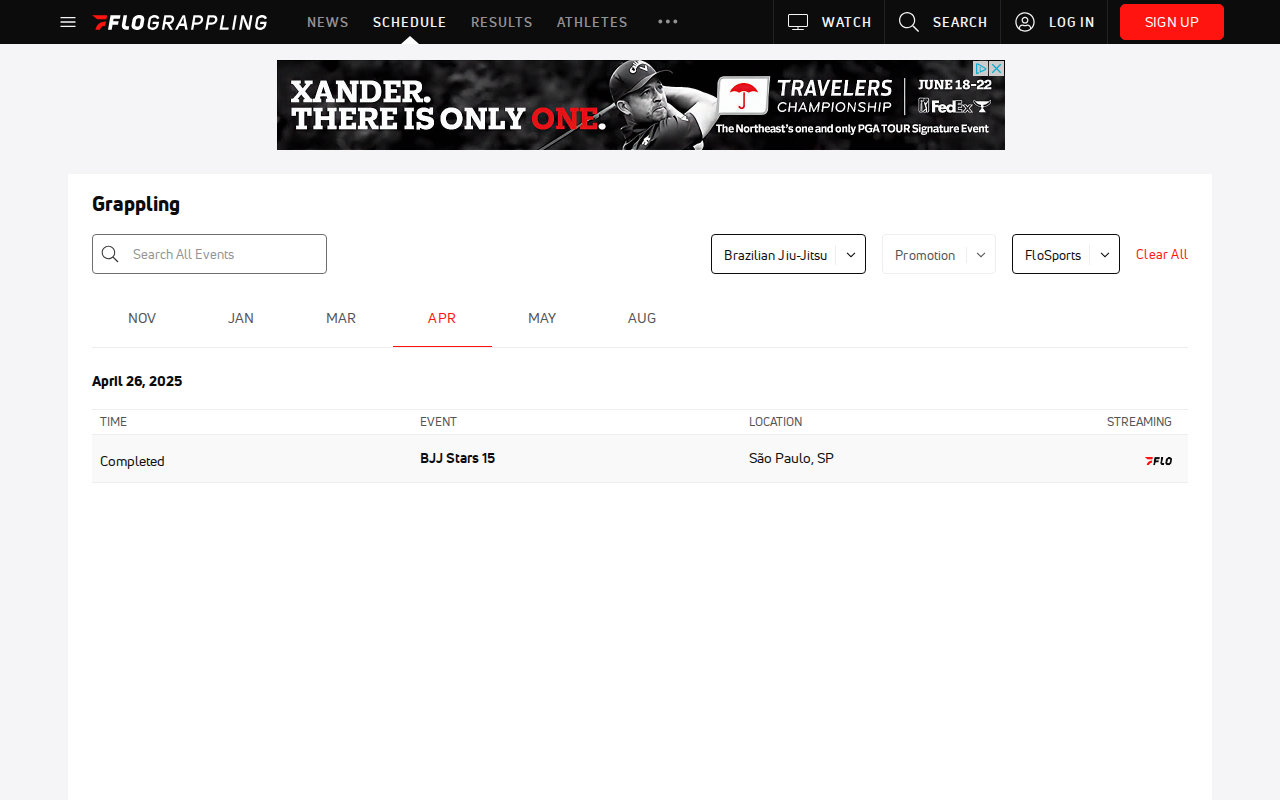 FLOGRAPPLING NEWS SCHEDULE RESULTS ATHLETES WATCH SEARCH LOG IN SIGN UP
XANDER.
THERE IS ONLY ONE.
TRAVELERS
CHAMPIONSHIP
JUNE 18-22
FedEx
The Northeast's one and only PGA TOUR Signature Event
Grappling
Search All Events Brazilian Jiu-Jitsu Promotion FloSports Clear All
NOV JAN MAR APR MAY AUG
April 26, 2025
TIME EVENT LOCATION STREAMING
Completed BJJ Stars 15 São Paulo, SP FLO